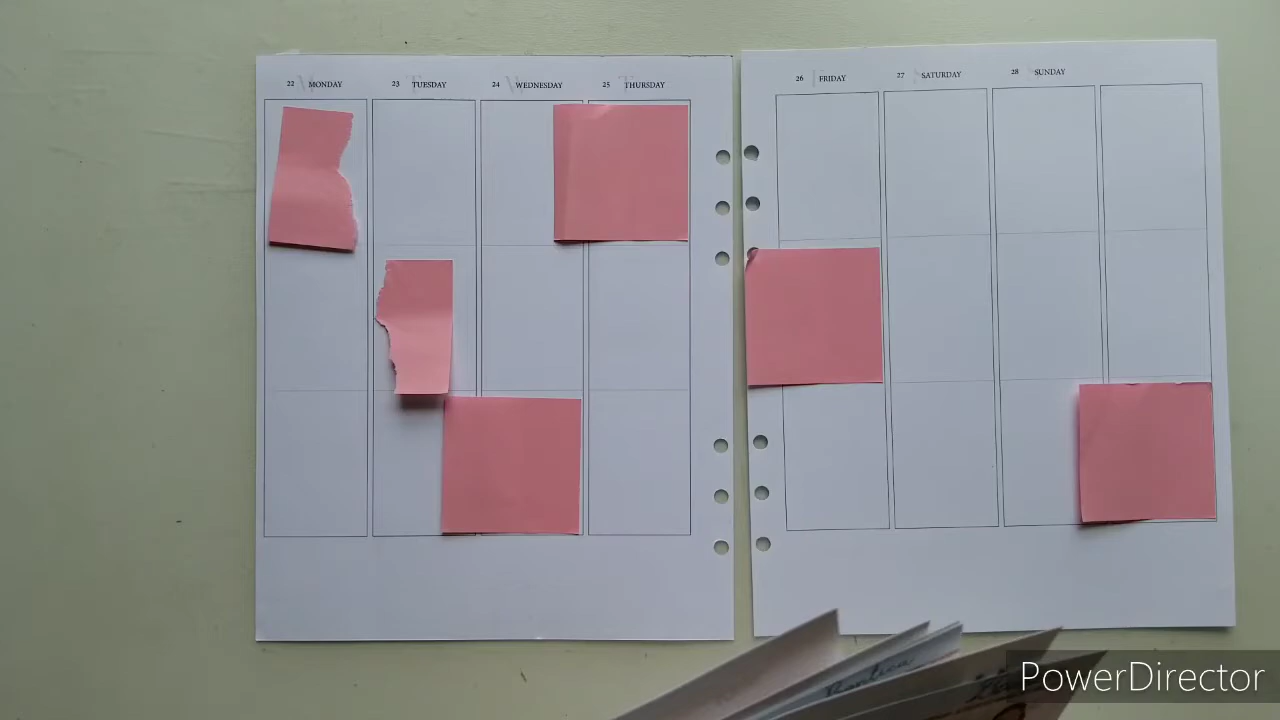 22 MONDAY
23 TUESDAY
24 WEDNESDAY
25 THURSDAY
26 FRIDAY
27 SATURDAY
28 SUNDAY
PowerDirector